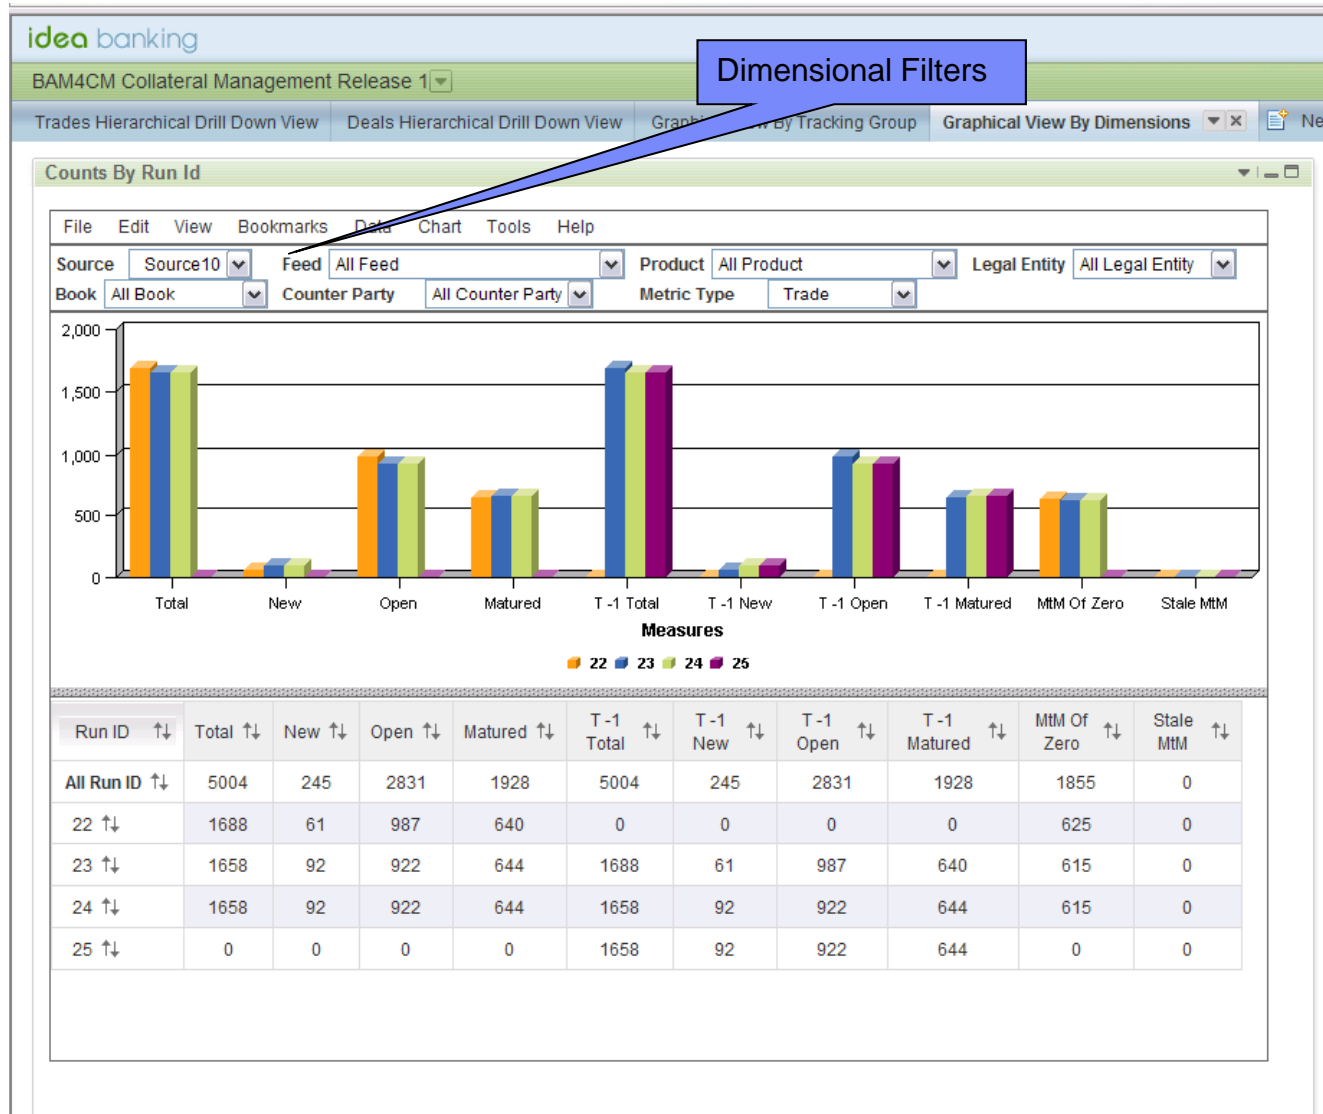 idea banking
BAM4CM Collateral Management Release 1
Dimensional Filters
Trades Hierarchical Drill Down View Deals Hierarchical Drill Down View By Tracking Group Graphical View By Dimensions
Counts By Run Id
File Edit View Bookmarks Data Chart Tools Help
Source Source10 Feed All Feed Product All Product Legal Entity All Legal Entity
Book All Book Counter Party All Counter Party Metric Type Trade
2,000
1,500
1,000
500
0
Total New Open Matured T -1 Total T -1 New T -1 Open T -1 Matured MtM Of Zero Stale MtM
Measures
22 23 24 25
Run ID Total New Open Matured T -1 Total T -1 New T -1 Open T -1 Matured MtM Of Zero Stale MtM
All Run ID 5004 245 2831 1928 5004 245 2831 1928 1855 0
22 1688 61 987 640 0 0 0 0 625 0
23 1658 92 922 644 1688 61 987 640 615 0
24 1658 92 922 644 1658 92 922 644 615 0
25 0 0 0 0 1658 92 922 644 0 0